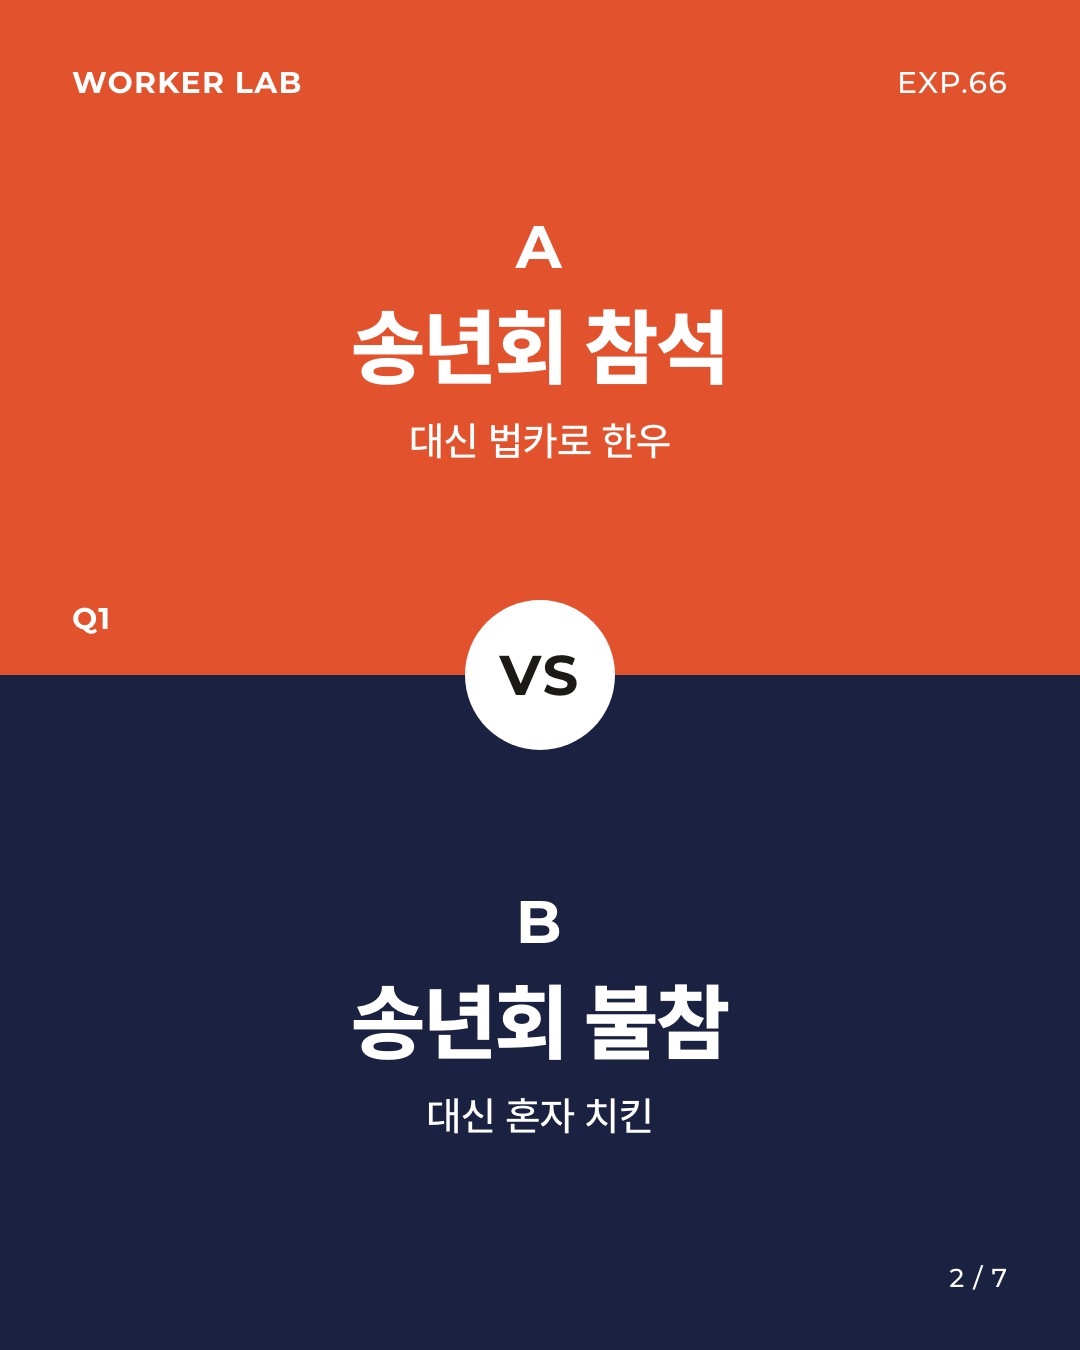 WORKER LAB
EXP.66
A
송년회 참석
대신 법카로 한우
Q1
VS
B
송년회 불참
대신 혼자 치킨
2 / 7